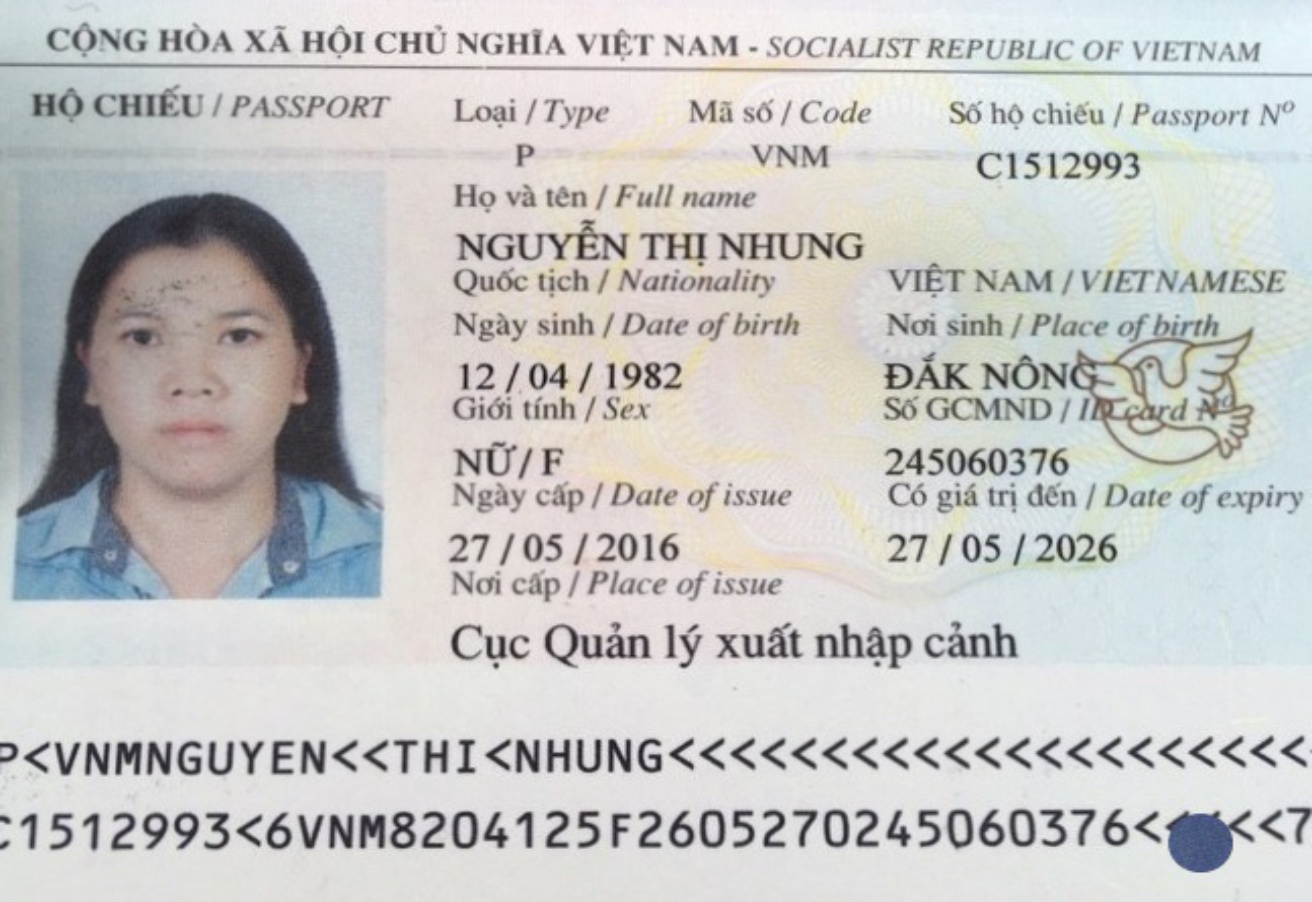 CỘNG HÒA XÃ HỘI CHỦ NGHĨA VIỆT NAM - SOCIALIST REPUBLIC OF VIETNAM
HỘ CHIẾU / PASSPORT Loại / Type Mã số / Code Số hộ chiếu / Passport Nº
P VNM C1512993
Họ và tên / Full name
NGUYỄN THỊ NHUNG
Quốc tịch / Nationality VIỆT NAM / VIETNAMESE
Ngày sinh / Date of birth Nơi sinh / Place of birth
12 / 04 / 1982 ĐẮK NÔNG
Giới tính / Sex Số GCMND / ID card Nº
NỮ / F 245060376
Ngày cấp / Date of issue Có giá trị đến / Date of expiry
27 / 05 / 2016 27 / 05 / 2026
Nơi cấp / Place of issue
Cục Quản lý xuất nhập cảnh
P<VNMNGUYEN<<THI<NHUNG<<<<<<<<<<<<<<<<<<<<<<
C1512993<6VNM8204125F2605270245060376<<<<<7